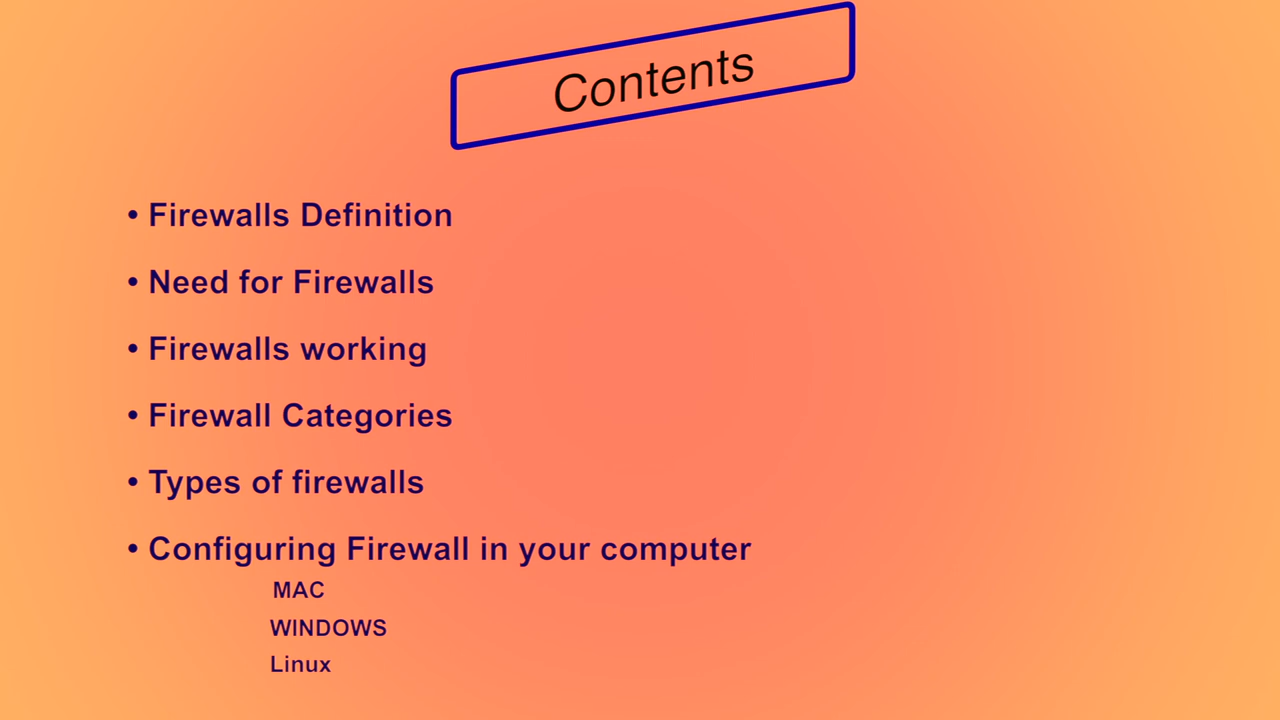 Contents
• Firewalls Definition
• Need for Firewalls
• Firewalls working
• Firewall Categories
• Types of firewalls
• Configuring Firewall in your computer
MAC
WINDOWS
Linux